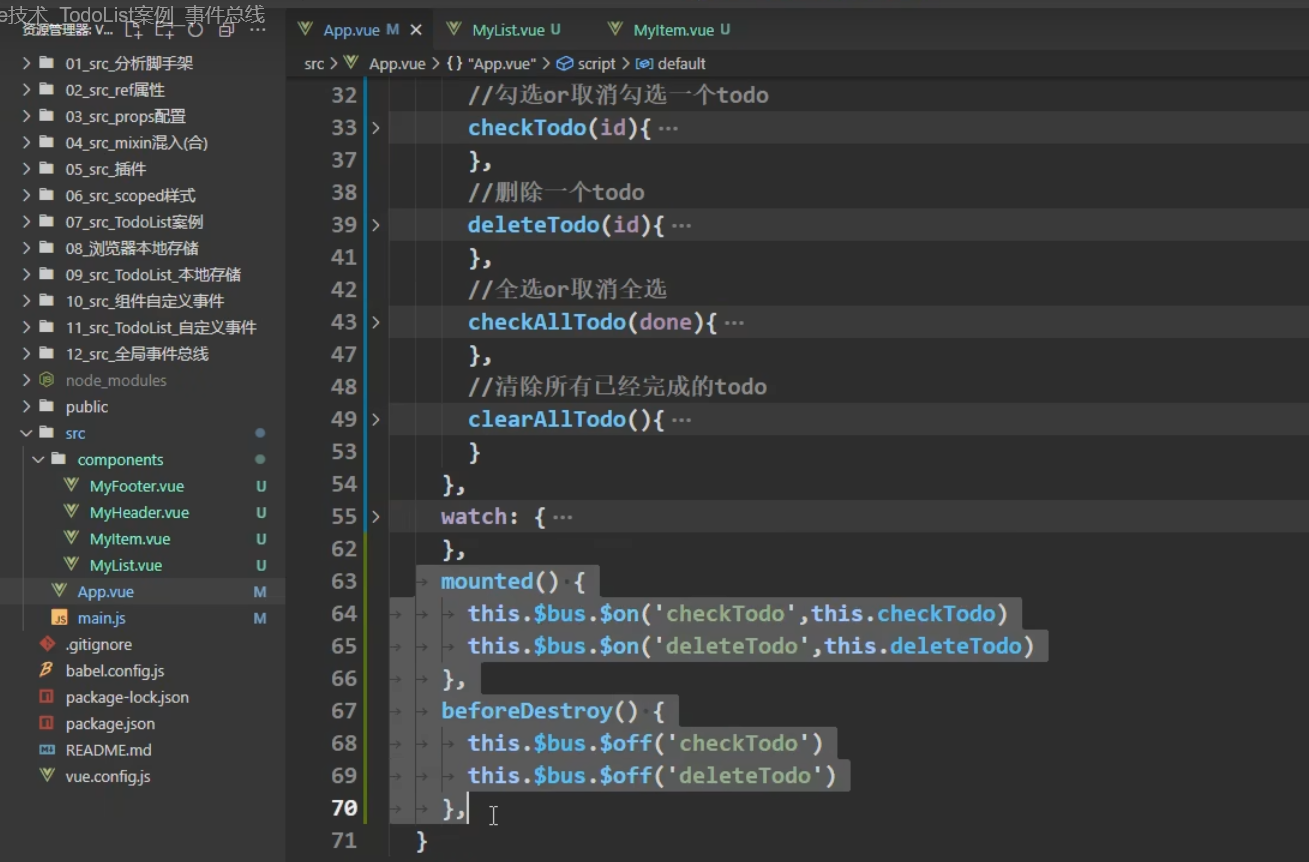 e技术_TodoList案例_事件总线
资源管理器: V...
App.vue M
MyList.vue U
MyItem.vue U
src > App.vue > {} "App.vue" > script > default
01_src_分析脚手架
02_src_ref属性
03_src_props配置
04_src_mixin混入(合)
05_src_插件
06_src_scoped样式
07_src_TodoList案例
08_浏览器本地存储
09_src_TodoList_本地存储
10_src_组件自定义事件
11_src_TodoList_自定义事件
12_src_全局事件总线
node_modules
public
src
components
MyFooter.vue U
MyHeader.vue U
MyItem.vue U
MyList.vue U
App.vue M
main.js M
.gitignore
babel.config.js
package-lock.json
package.json
README.md
vue.config.js
32 //勾选or取消勾选一个todo
33 checkTodo(id){ ···
37 },
38 //删除一个todo
39 deleteTodo(id){ ···
41 },
42 //全选or取消全选
43 checkAllTodo(done){ ···
47 },
48 //清除所有已经完成的todo
49 clearAllTodo(){ ···
53 }
54 },
55 watch: { ···
62 },
63 mounted() {
64 this.$bus.$on('checkTodo',this.checkTodo)
65 this.$bus.$on('deleteTodo',this.deleteTodo)
66 },
67 beforeDestroy() {
68 this.$bus.$off('checkTodo')
69 this.$bus.$off('deleteTodo')
70 },
71 }